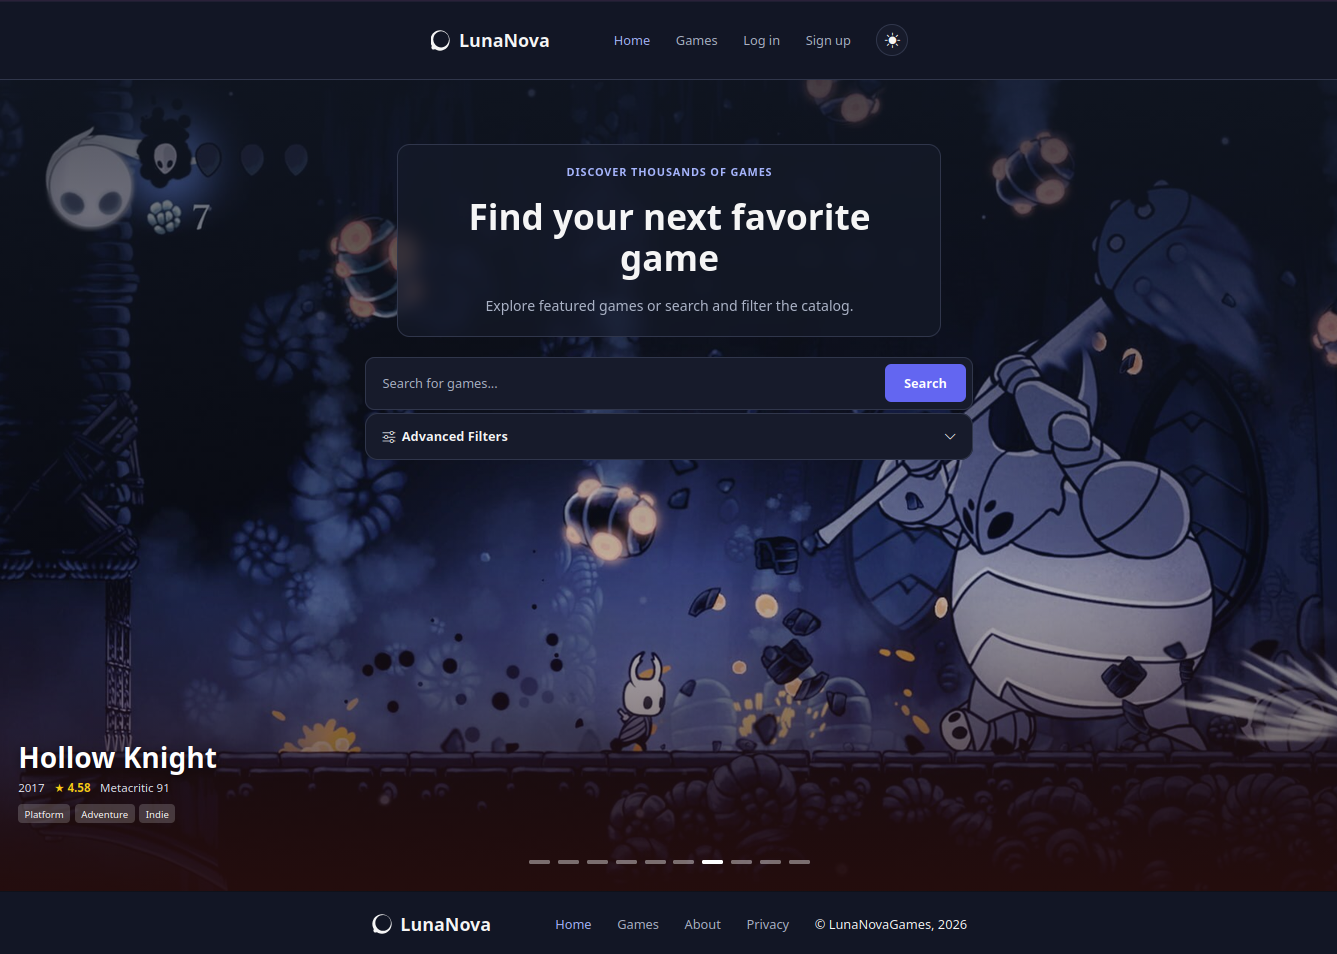 LunaNova
Home Games Log in Sign up
7
DISCOVER THOUSANDS OF GAMES
Find your next favorite
game
Explore featured games or search and filter the catalog.
Search for games...
Search
Advanced Filters
Hollow Knight
2017 ★ 4.58 Metacritic 91
Platform Adventure Indie
LunaNova
Home Games About Privacy © LunaNovaGames, 2026